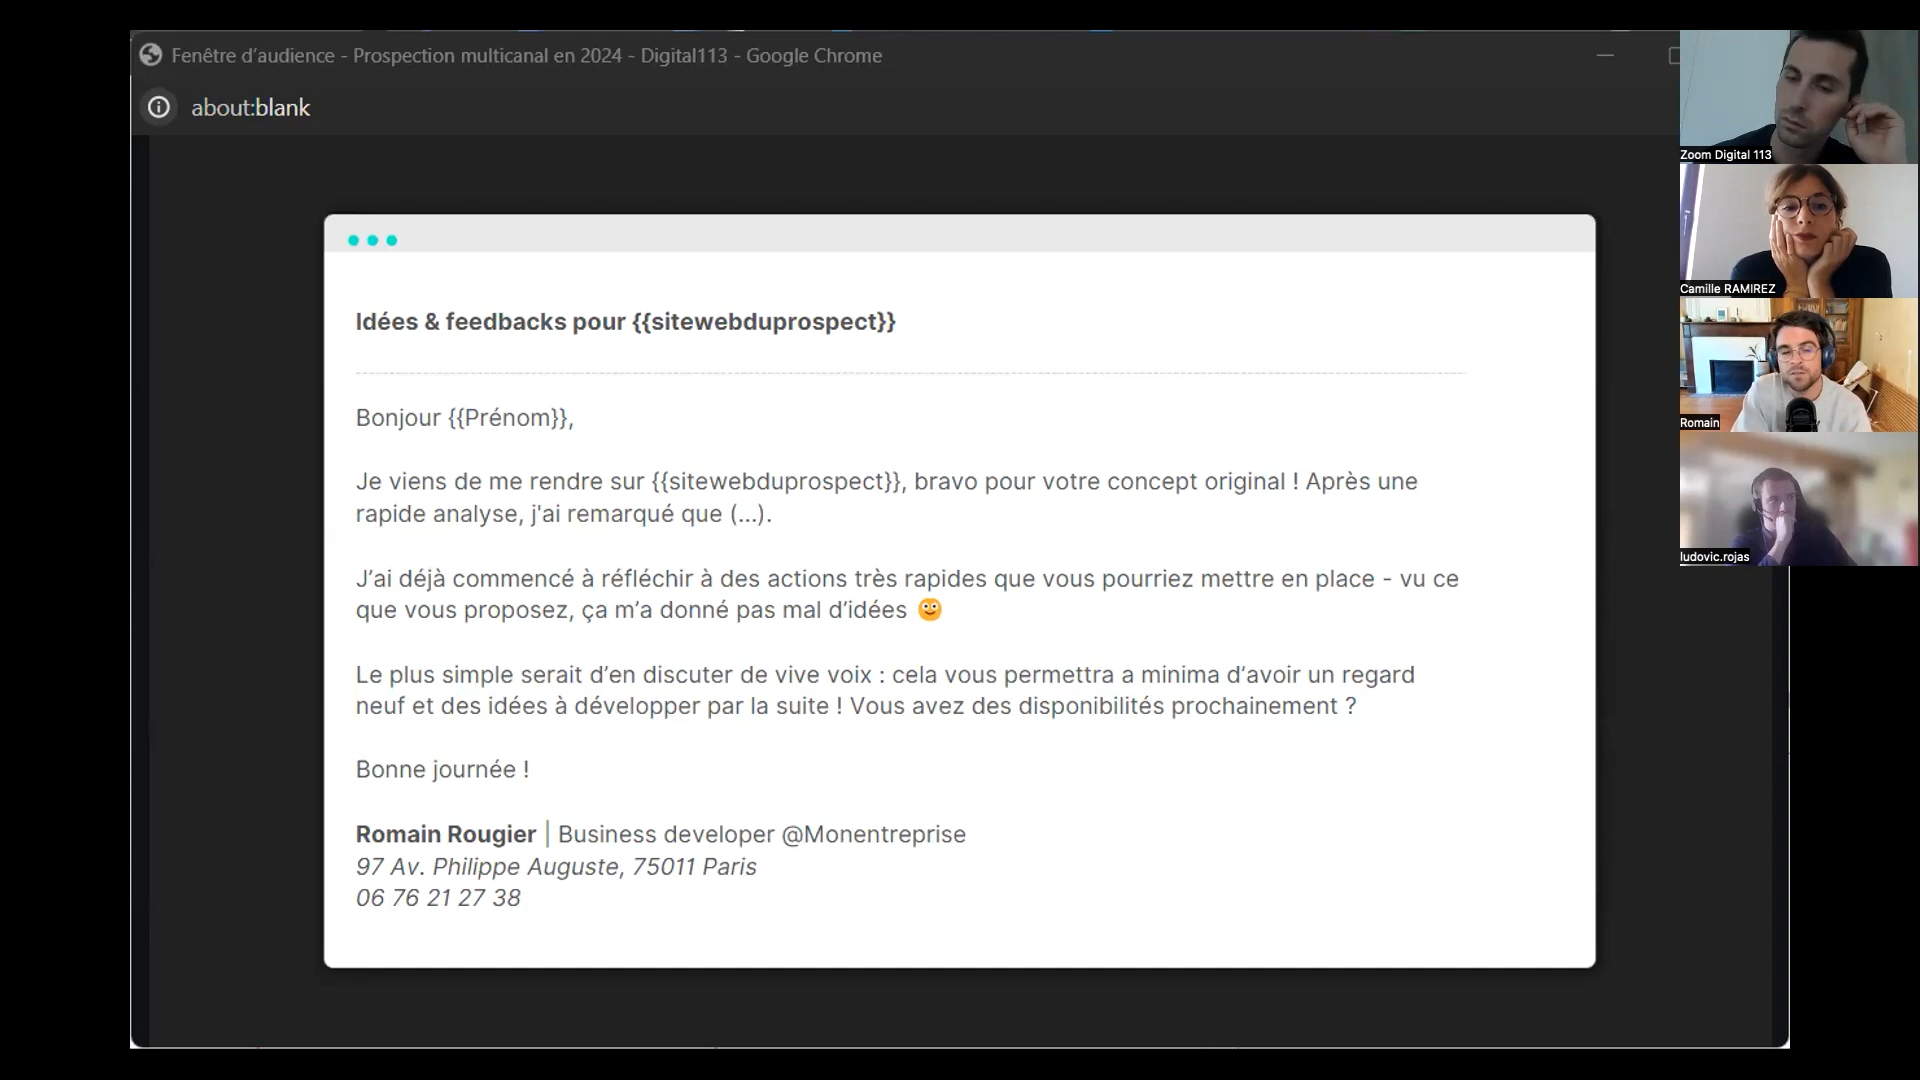 Fenêtre d’audience - Prospection multicanal en 2024 - Digital113 - Google Chrome
about:blank
Idées & feedbacks pour {{sitewebduprospect}}
Bonjour {{Prénom}},
Je viens de me rendre sur {{sitewebduprospect}}, bravo pour votre concept original ! Après une
rapide analyse, j'ai remarqué que (...).
J’ai déjà commencé à réfléchir à des actions très rapides que vous pourriez mettre en place - vu ce
que vous proposez, ça m’a donné pas mal d’idées
Le plus simple serait d’en discuter de vive voix : cela vous permettra a minima d’avoir un regard
neuf et des idées à développer par la suite ! Vous avez des disponibilités prochainement ?
Bonne journée !
Romain Rougier | Business developer @Monentreprise
97 Av. Philippe Auguste, 75011 Paris
06 76 21 27 38
Zoom Digital 113
Camille RAMIREZ
Romain
ludovic.rojas